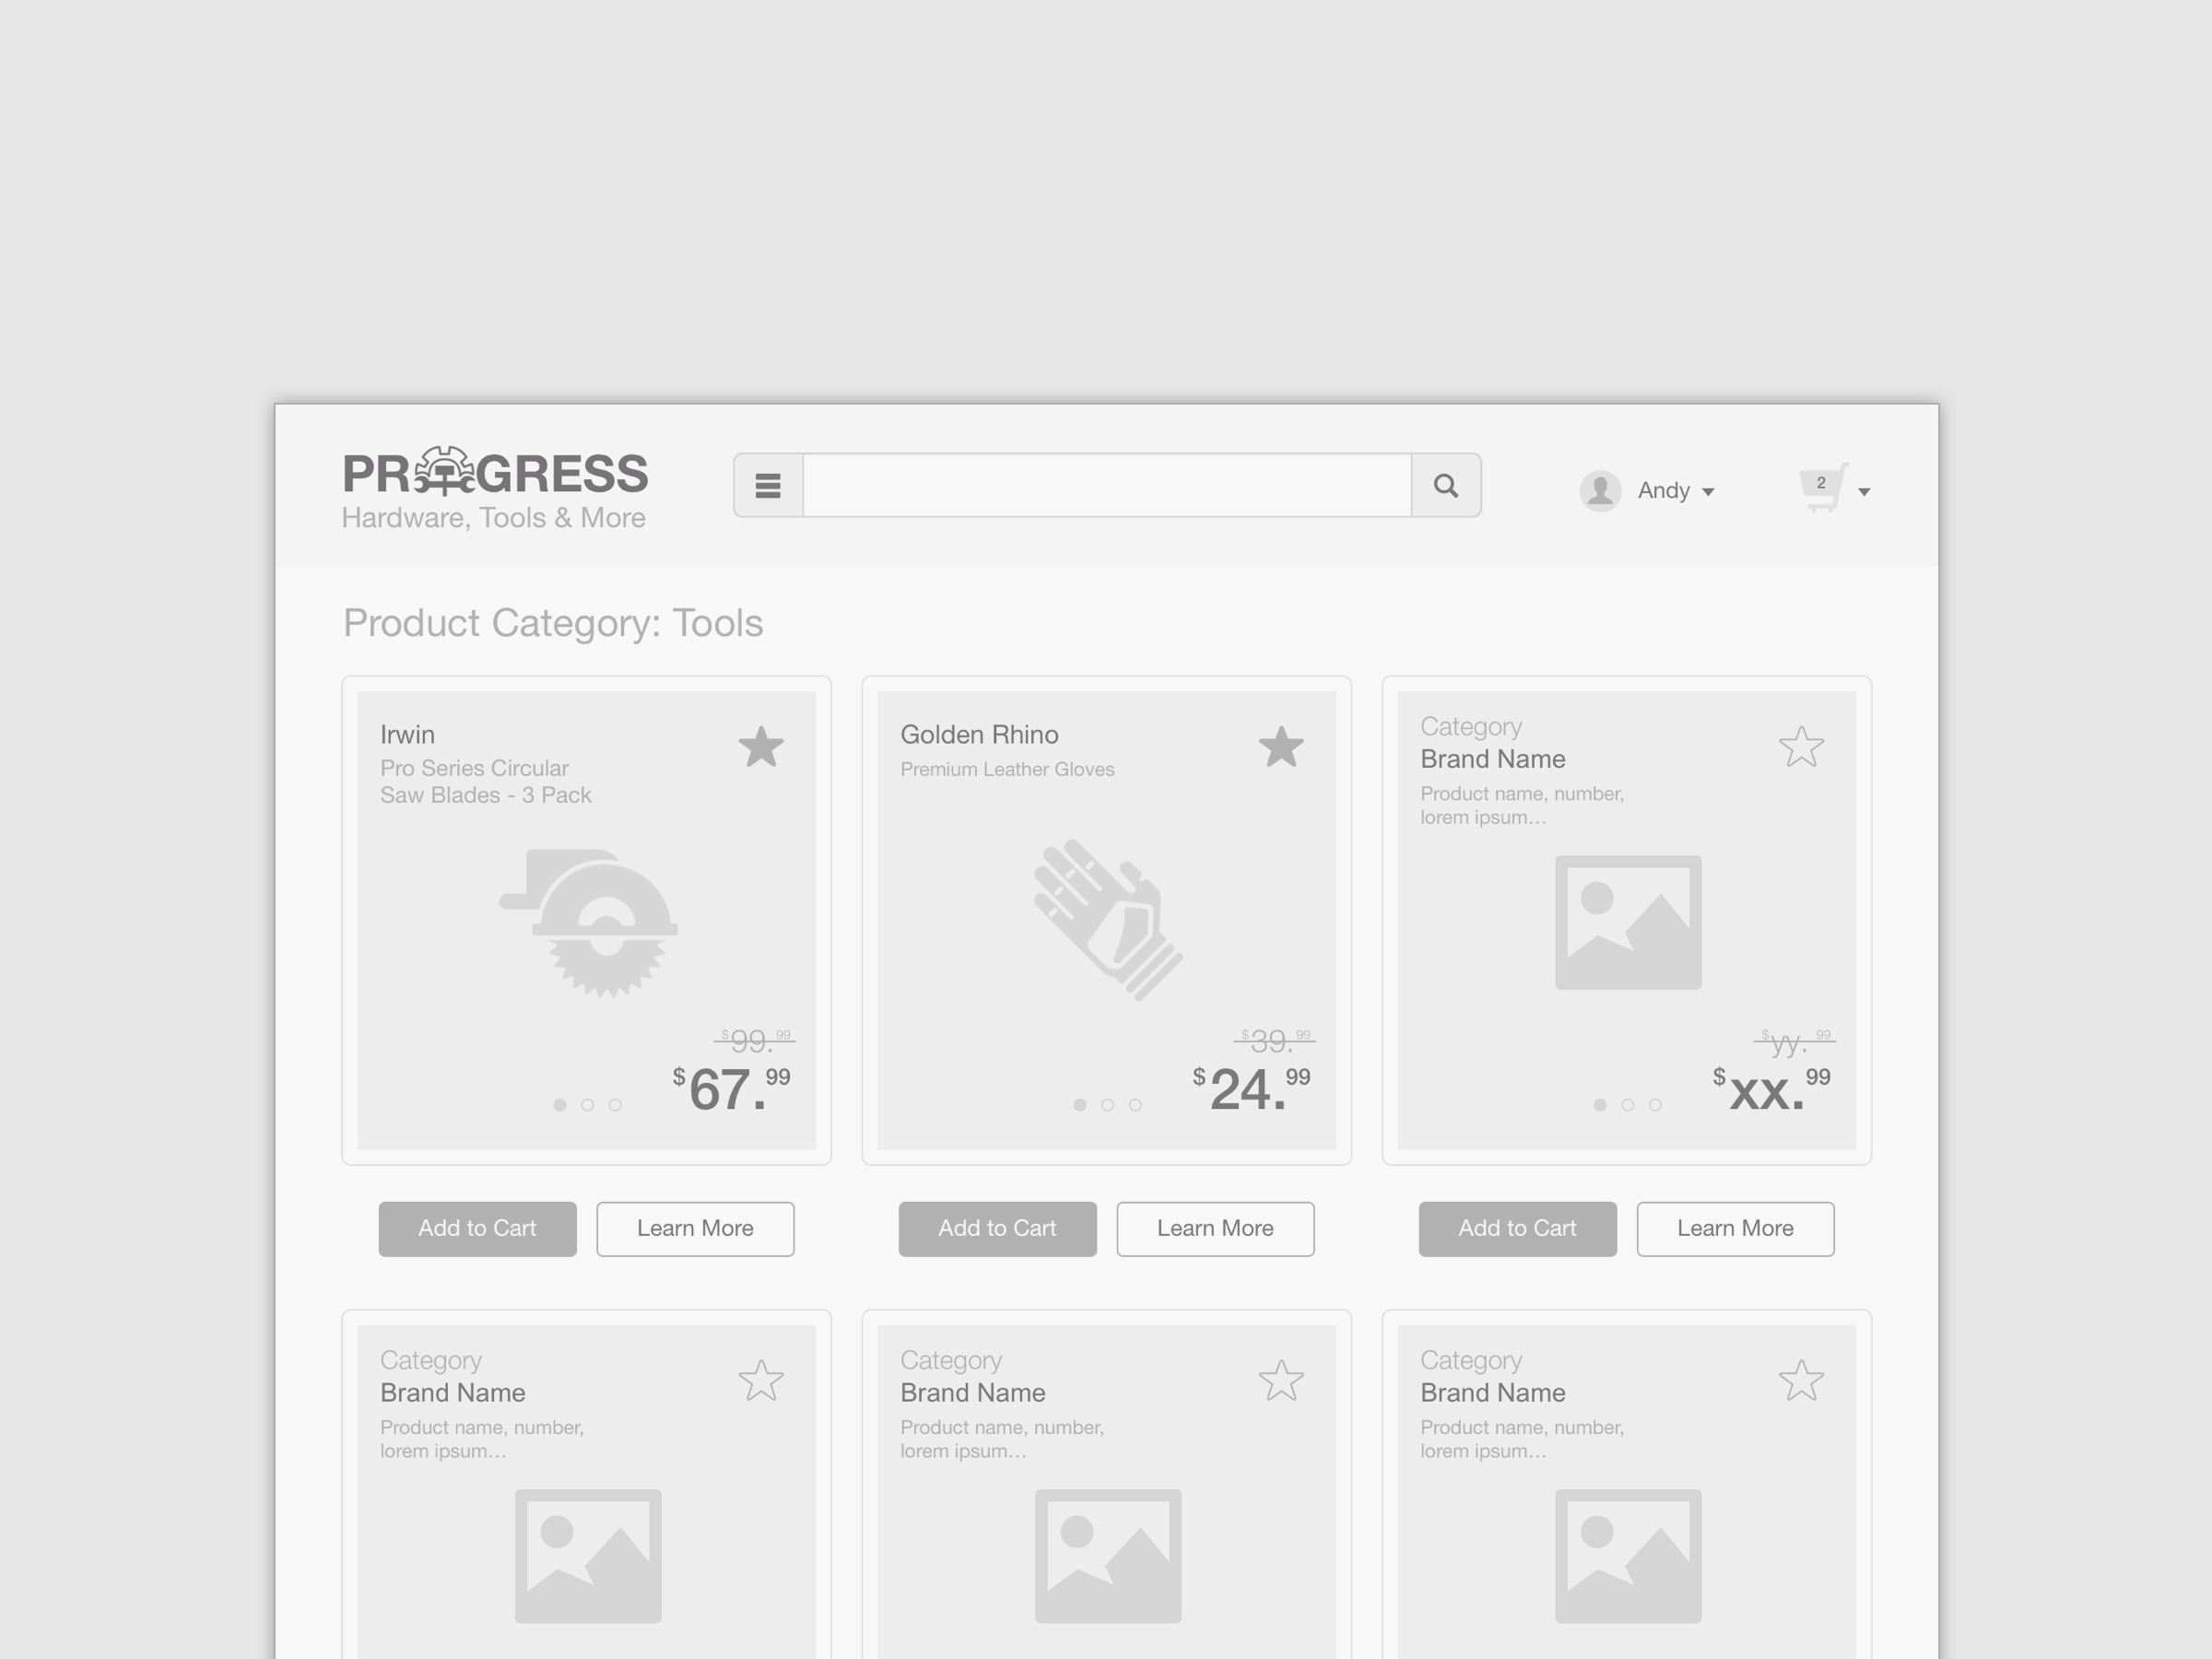 PROGRESS
Hardware, Tools & More
Andy
2
Product Category: Tools
Irwin
Pro Series Circular
Saw Blades - 3 Pack
$99.99
$67.99
Add to Cart
Learn More
Golden Rhino
Premium Leather Gloves
$39.99
$24.99
Add to Cart
Learn More
Category
Brand Name
Product name, number,
lorem ipsum...
$yy.99
$xx.99
Add to Cart
Learn More
Category
Brand Name
Product name, number,
lorem ipsum...
Category
Brand Name
Product name, number,
lorem ipsum...
Category
Brand Name
Product name, number,
lorem ipsum...